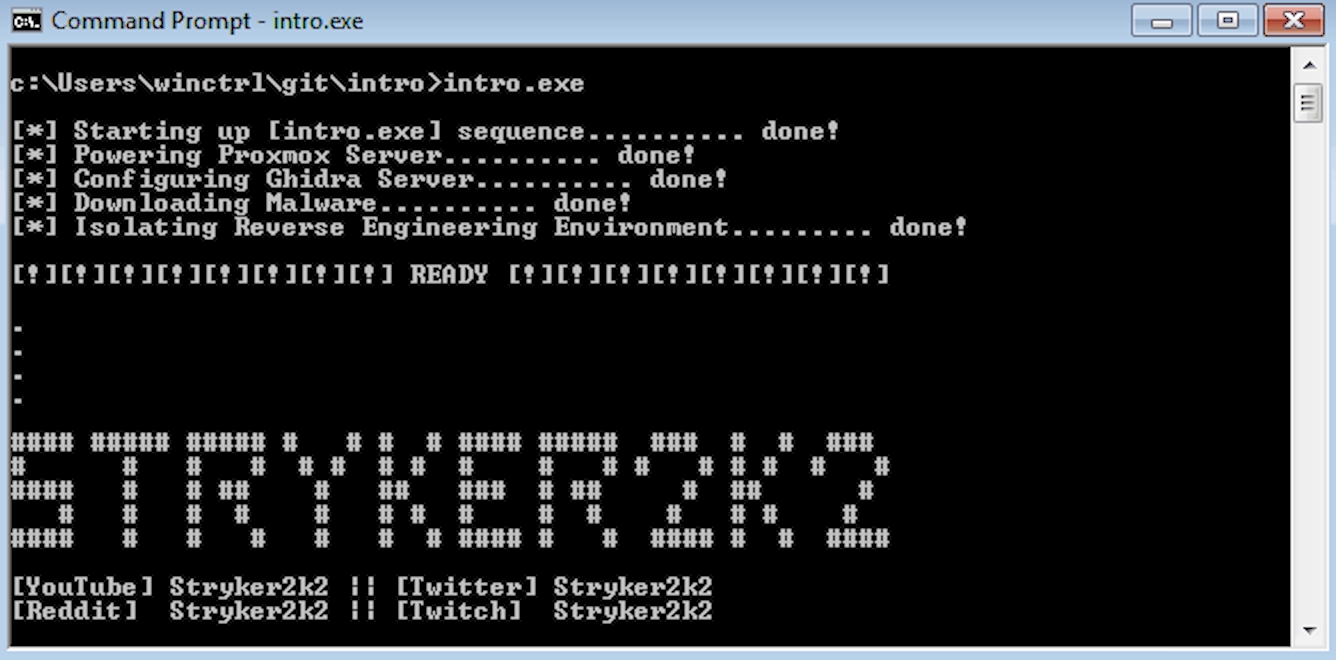 Command Prompt - intro.exe
c:\Users\winctrl\git\intro>intro.exe
[*] Starting up [intro.exe] sequence.......... done!
[*] Powering Proxmox Server.......... done!
[*] Configuring Ghidra Server.......... done!
[*] Downloading Malware.......... done!
[*] Isolating Reverse Engineering Environment......... done!
[!][!][!][!][!][!][!][!] READY [!][!][!][!][!][!][!][!]
-
-
-
-
STRYKER2K2
[YouTube] Stryker2k2 || [Twitter] Stryker2k2
[Reddit]  Stryker2k2 || [Twitch]  Stryker2k2